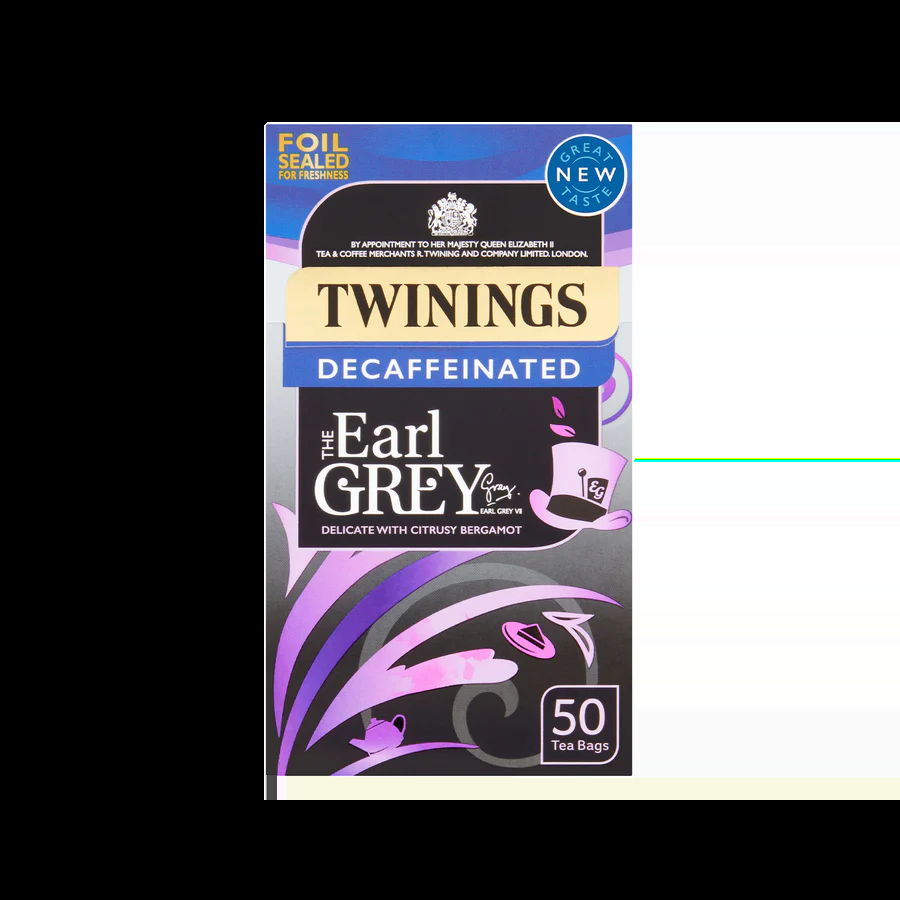 FOIL
SEALED
FOR FRESHNESS
GREAT
NEW
TASTE
BY APPOINTMENT TO HER MAJESTY QUEEN ELIZABETH II
TEA & COFFEE MERCHANTS R. TWINING AND COMPANY LIMITED. LONDON.
TWININGS
DECAFFEINATED
THE
Earl
GREY
Grey.
EARL GREY VII
DELICATE WITH CITRUSY BERGAMOT
EG
50
Tea Bags